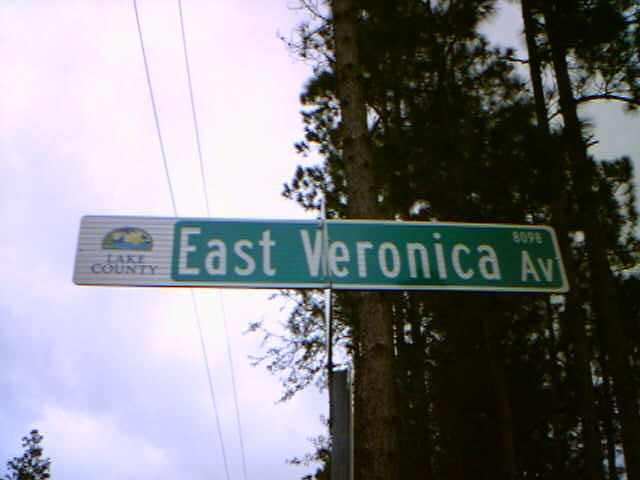 LAKE
COUNTY
East Veronica Av
8098